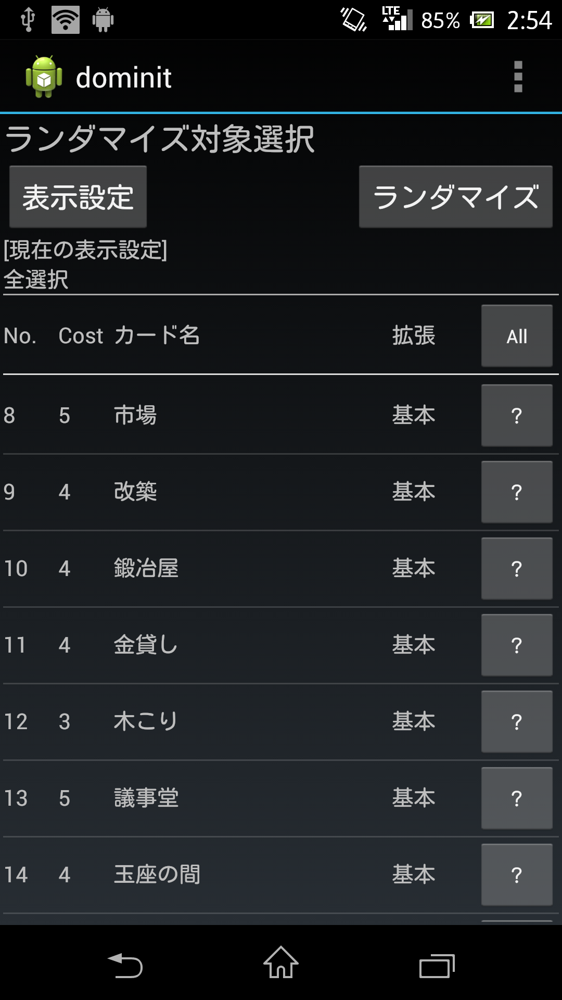 LTE 85% 2:54
dominit
ランダマイズ対象選択
表示設定 ランダマイズ
[現在の表示設定]
全選択
No. Cost カード名 拡張 All
8 5 市場 基本 ?
9 4 改築 基本 ?
10 4 鍛冶屋 基本 ?
11 4 金貸し 基本 ?
12 3 木こり 基本 ?
13 5 議事堂 基本 ?
14 4 玉座の間 基本 ?